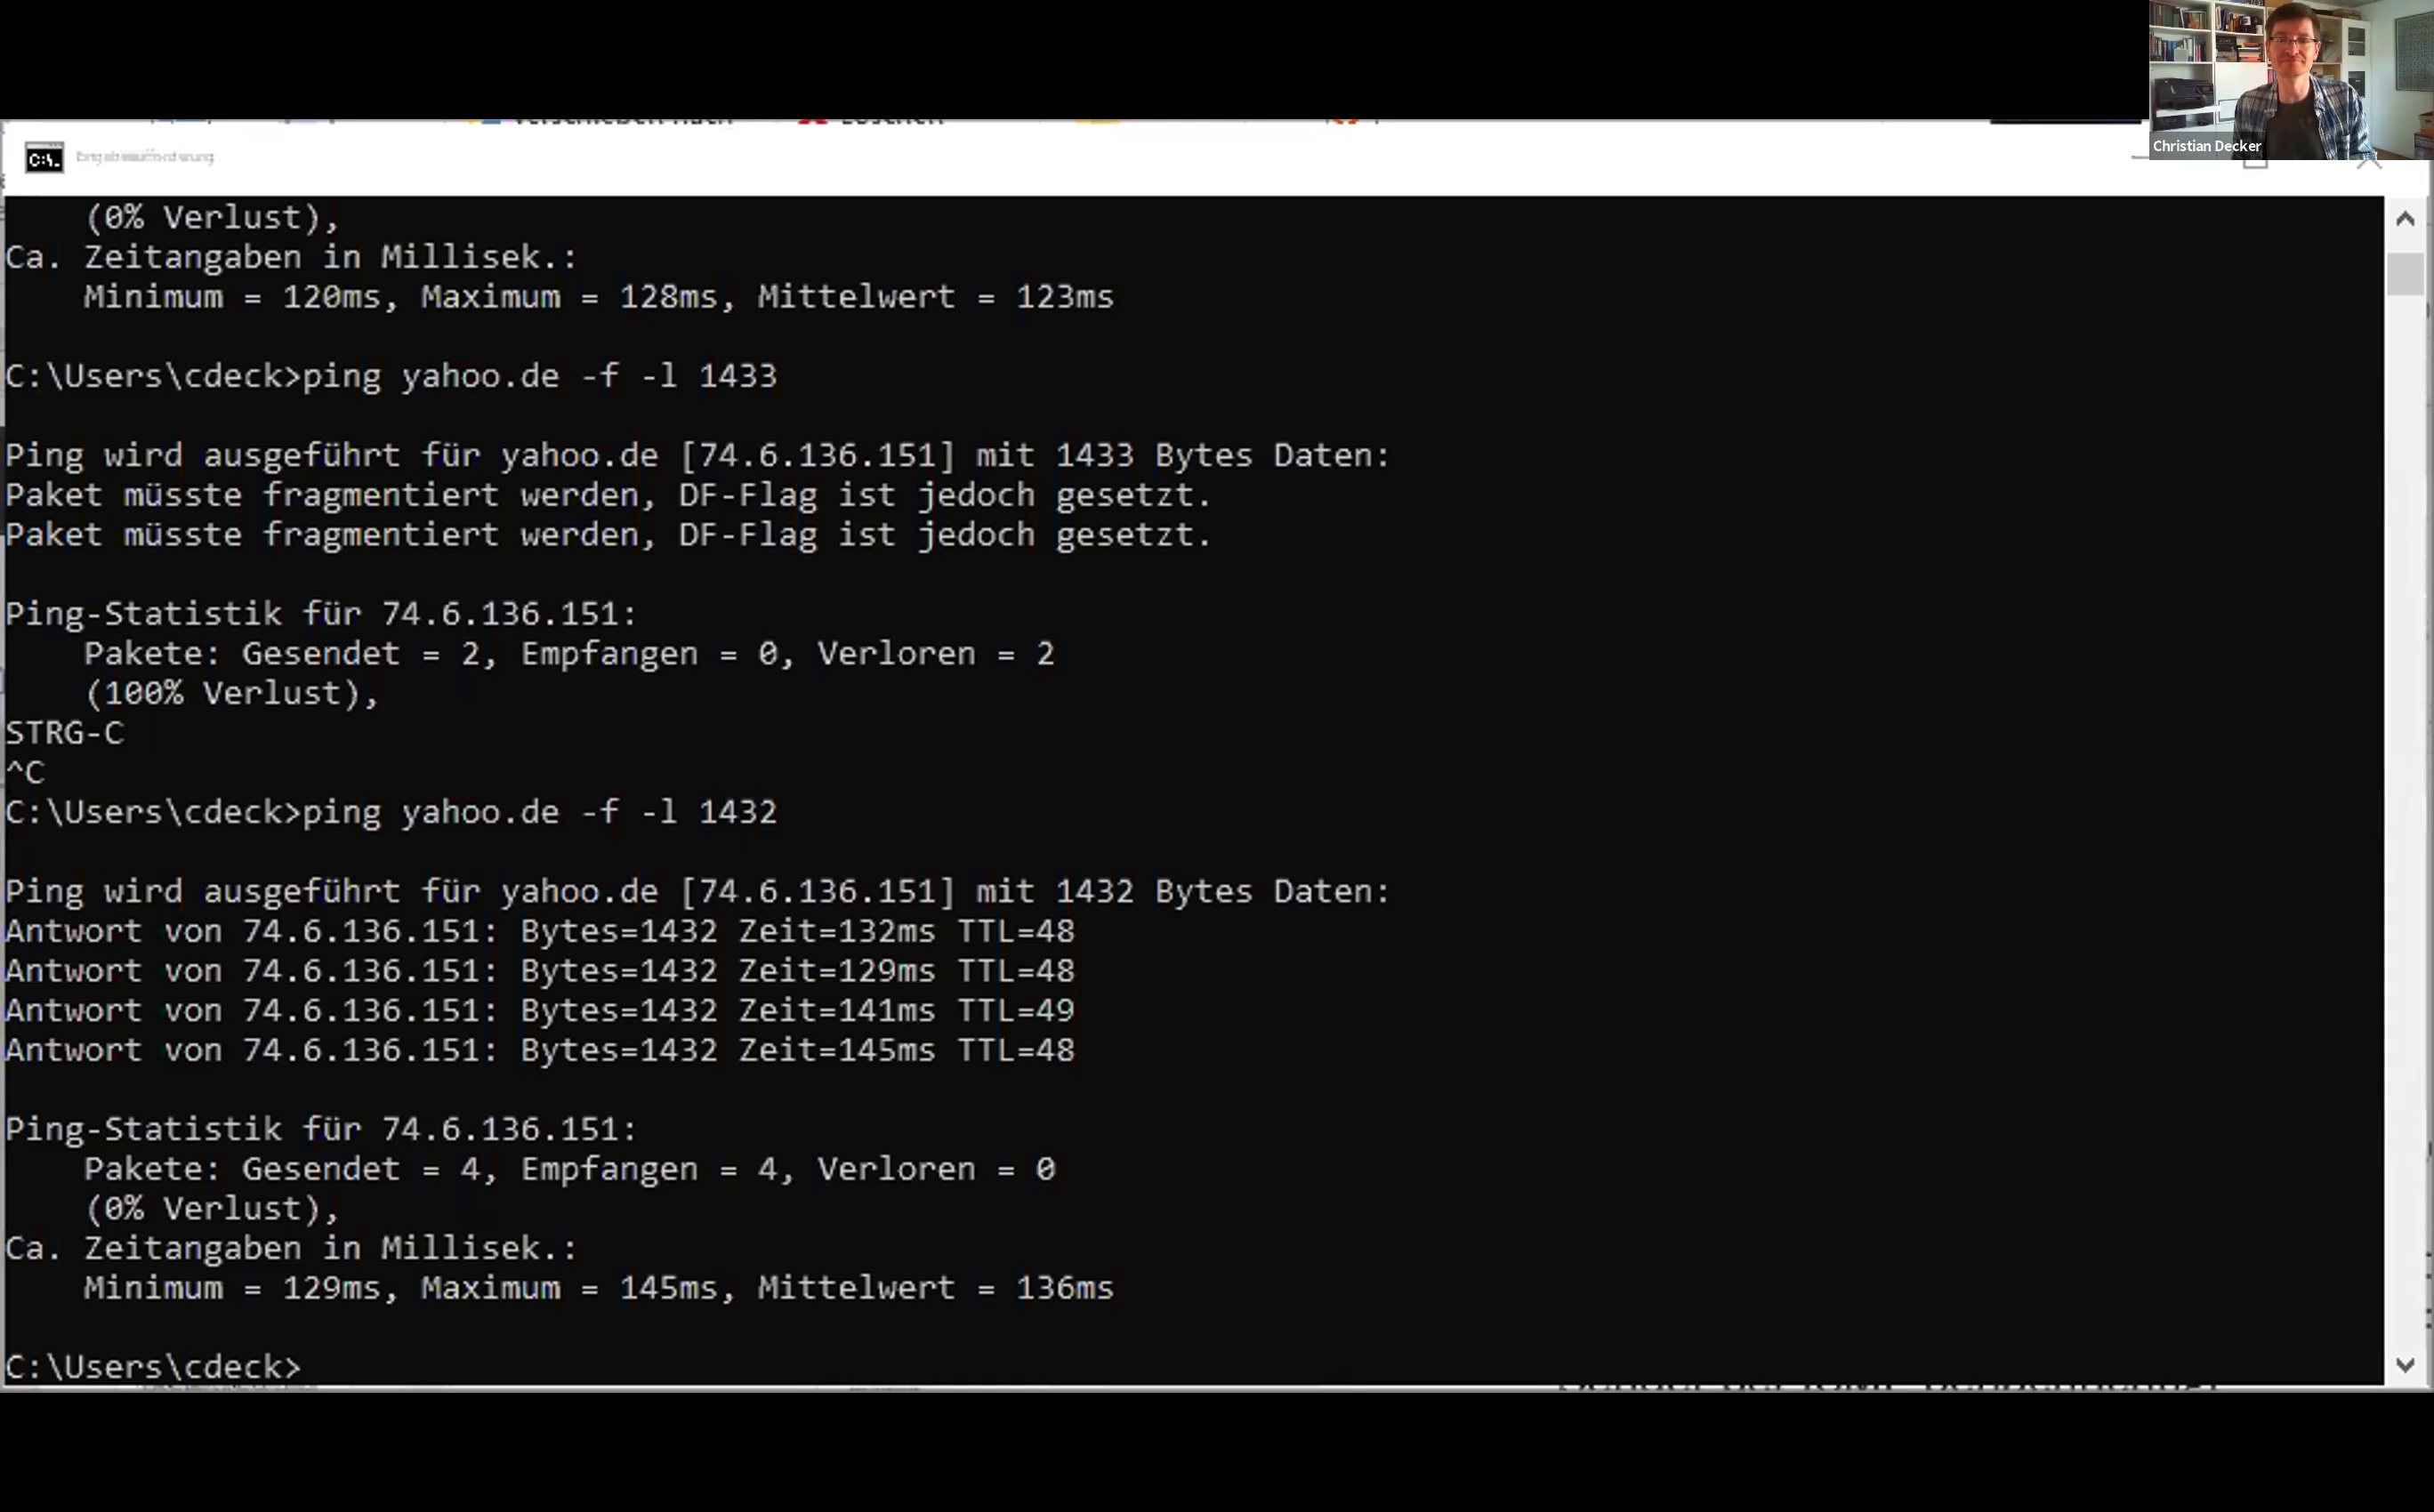 Christian Decker
C:\.
(0% Verlust),
Ca. Zeitangaben in Millisek.:
Minimum = 120ms, Maximum = 128ms, Mittelwert = 123ms
C:\Users\cdeck>ping yahoo.de -f -l 1433
Ping wird ausgeführt für yahoo.de [74.6.136.151] mit 1433 Bytes Daten:
Paket müsste fragmentiert werden, DF-Flag ist jedoch gesetzt.
Paket müsste fragmentiert werden, DF-Flag ist jedoch gesetzt.
Ping-Statistik für 74.6.136.151:
Pakete: Gesendet = 2, Empfangen = 0, Verloren = 2
(100% Verlust),
STRG-C
^C
C:\Users\cdeck>ping yahoo.de -f -l 1432
Ping wird ausgeführt für yahoo.de [74.6.136.151] mit 1432 Bytes Daten:
Antwort von 74.6.136.151: Bytes=1432 Zeit=132ms TTL=48
Antwort von 74.6.136.151: Bytes=1432 Zeit=129ms TTL=48
Antwort von 74.6.136.151: Bytes=1432 Zeit=141ms TTL=49
Antwort von 74.6.136.151: Bytes=1432 Zeit=145ms TTL=48
Ping-Statistik für 74.6.136.151:
Pakete: Gesendet = 4, Empfangen = 4, Verloren = 0
(0% Verlust),
Ca. Zeitangaben in Millisek.:
Minimum = 129ms, Maximum = 145ms, Mittelwert = 136ms
C:\Users\cdeck>